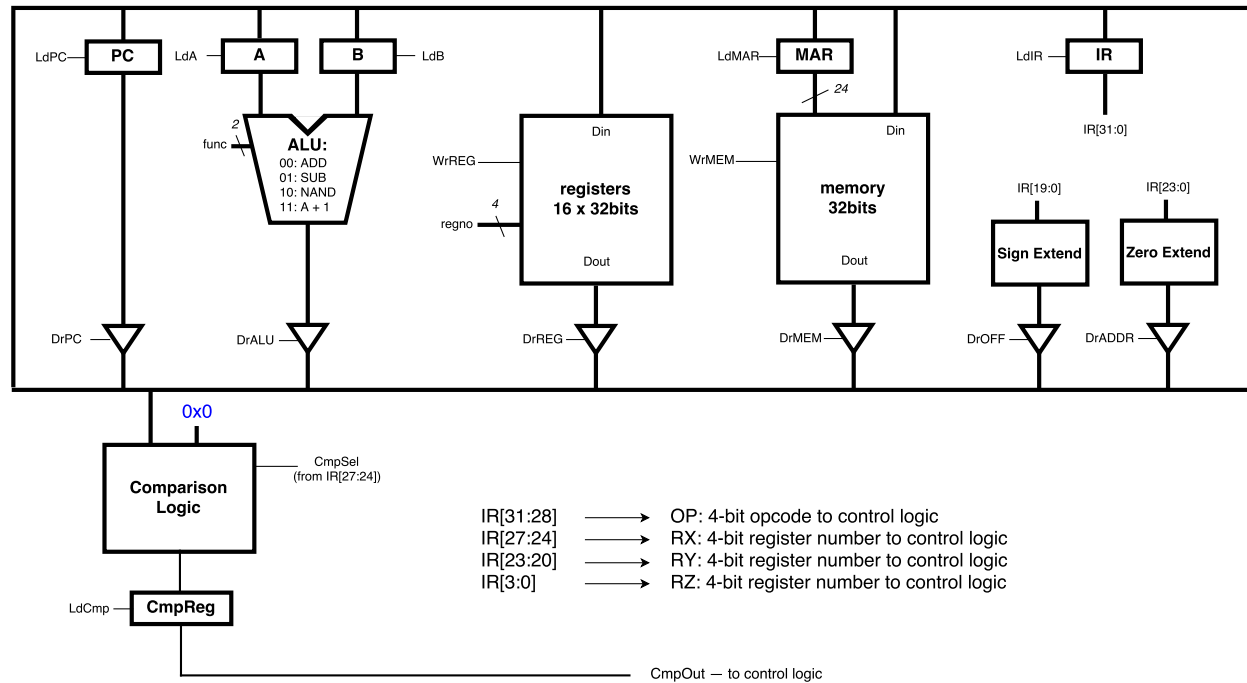 LdPC
PC
LdA
A
B
LdB
LdMAR
MAR
LdIR
IR
24
2
func
ALU:
00: ADD
01: SUB
10: NAND
11: A + 1
Din
WrREG
registers
16 x 32bits
4
regno
Dout
Din
WrMEM
memory
32bits
Dout
IR[31:0]
IR[19:0]
IR[23:0]
Sign Extend
Zero Extend
DrPC
DrALU
DrREG
DrMEM
DrOFF
DrADDR
0x0
Comparison
Logic
CmpSel
(from IR[27:24])
LdCmp
CmpReg
CmpOut — to control logic
IR[31:28] → OP: 4-bit opcode to control logic
IR[27:24] → RX: 4-bit register number to control logic
IR[23:20] → RY: 4-bit register number to control logic
IR[3:0] → RZ: 4-bit register number to control logic